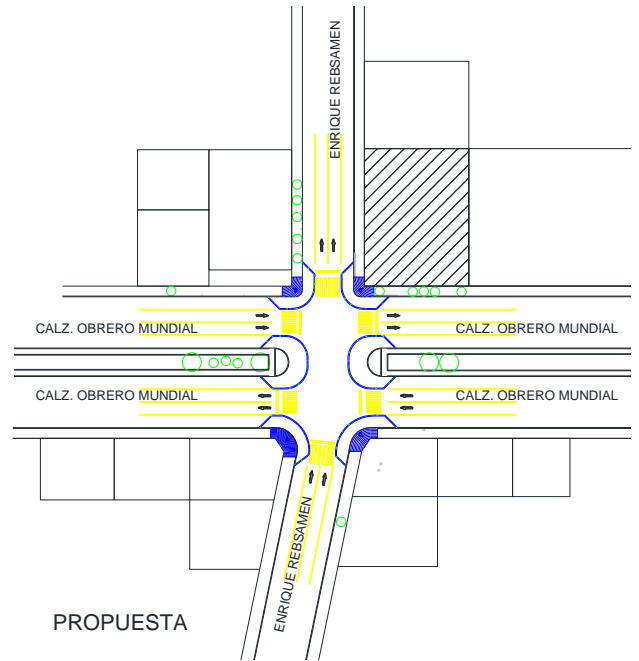 ENRIQUE REBSAMEN
CALZ. OBRERO MUNDIAL
CALZ. OBRERO MUNDIAL
CALZ. OBRERO MUNDIAL
CALZ. OBRERO MUNDIAL
ENRIQUE REBSAMEN
PROPUESTA